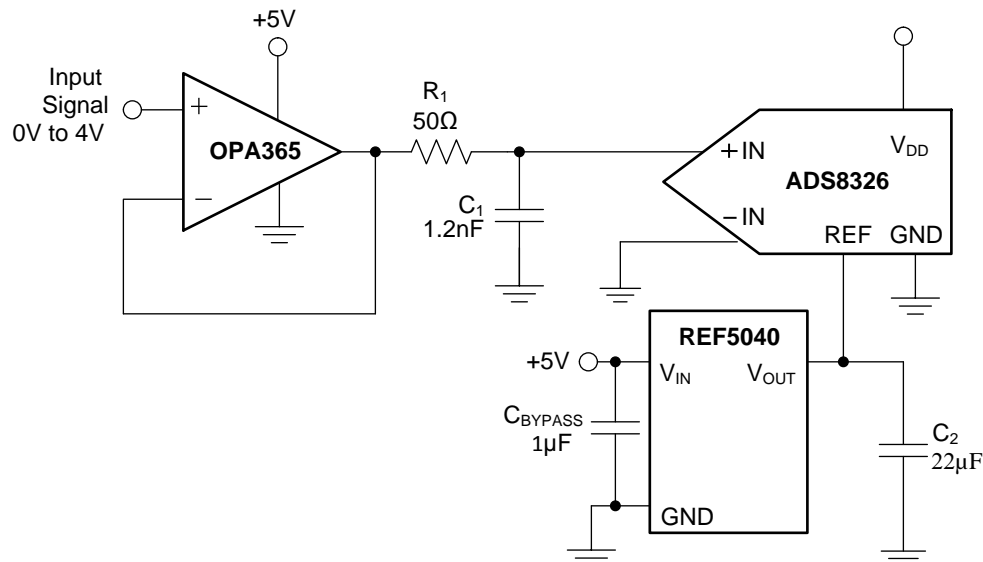 +5V
Input
Signal
0V to 4V
+
−
OPA365
R1
50Ω
C1
1.2nF
+IN
−IN
VDD
ADS8326
REF
GND
REF5040
+5V
VIN
VOUT
CBYPASS
1µF
GND
C2
22µF